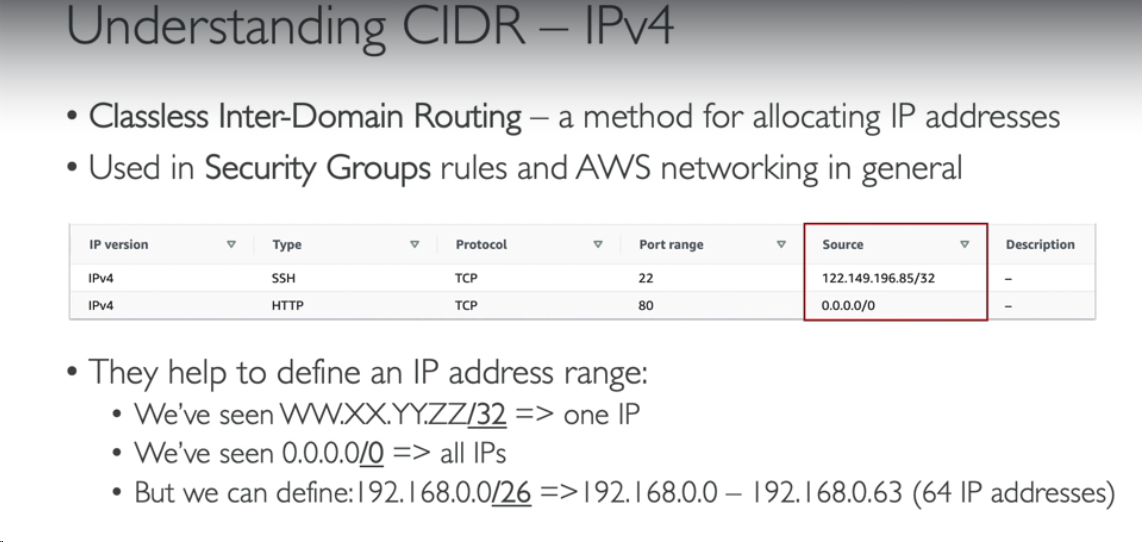 Understanding CIDR – IPv4
• Classless Inter-Domain Routing – a method for allocating IP addresses
• Used in Security Groups rules and AWS networking in general
IP version Type Protocol Port range Source Description
IPv4 SSH TCP 22 122.149.196.85/32 –
IPv4 HTTP TCP 80 0.0.0.0/0 –
• They help to define an IP address range:
• We've seen WW.XX.YY.ZZ/32 => one IP
• We've seen 0.0.0.0/0 => all IPs
• But we can define:192.168.0.0/26 =>192.168.0.0 – 192.168.0.63 (64 IP addresses)